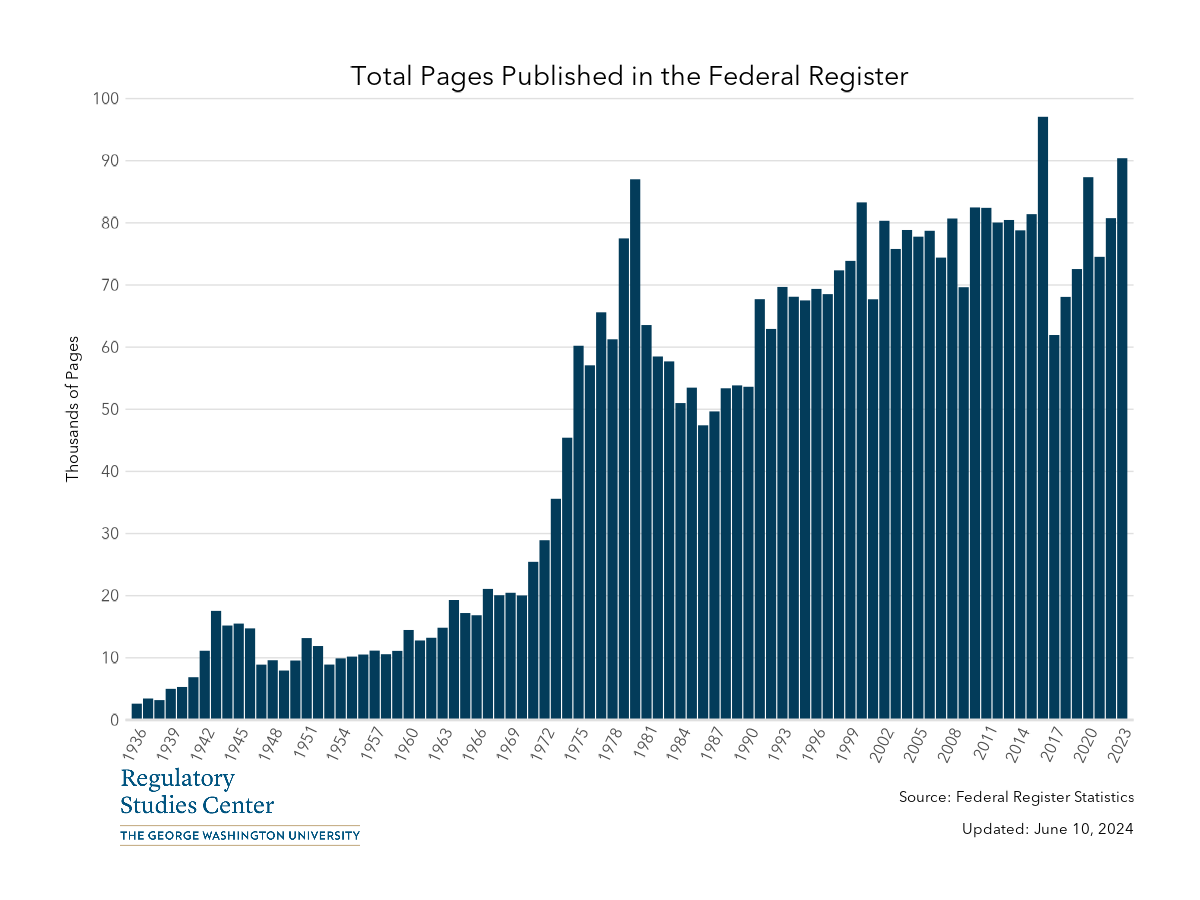 Total Pages Published in the Federal Register
100
90
80
70
60
50
40
30
20
10
0
Thousands of Pages
1936 1939 1942 1945 1948 1951 1954 1957 1960 1963 1966 1969 1972 1975 1978 1981 1984 1987 1990 1993 1996 1999 2002 2005 2008 2011 2014 2017 2020 2023
Regulatory
Studies Center
THE GEORGE WASHINGTON UNIVERSITY
Source: Federal Register Statistics
Updated: June 10, 2024